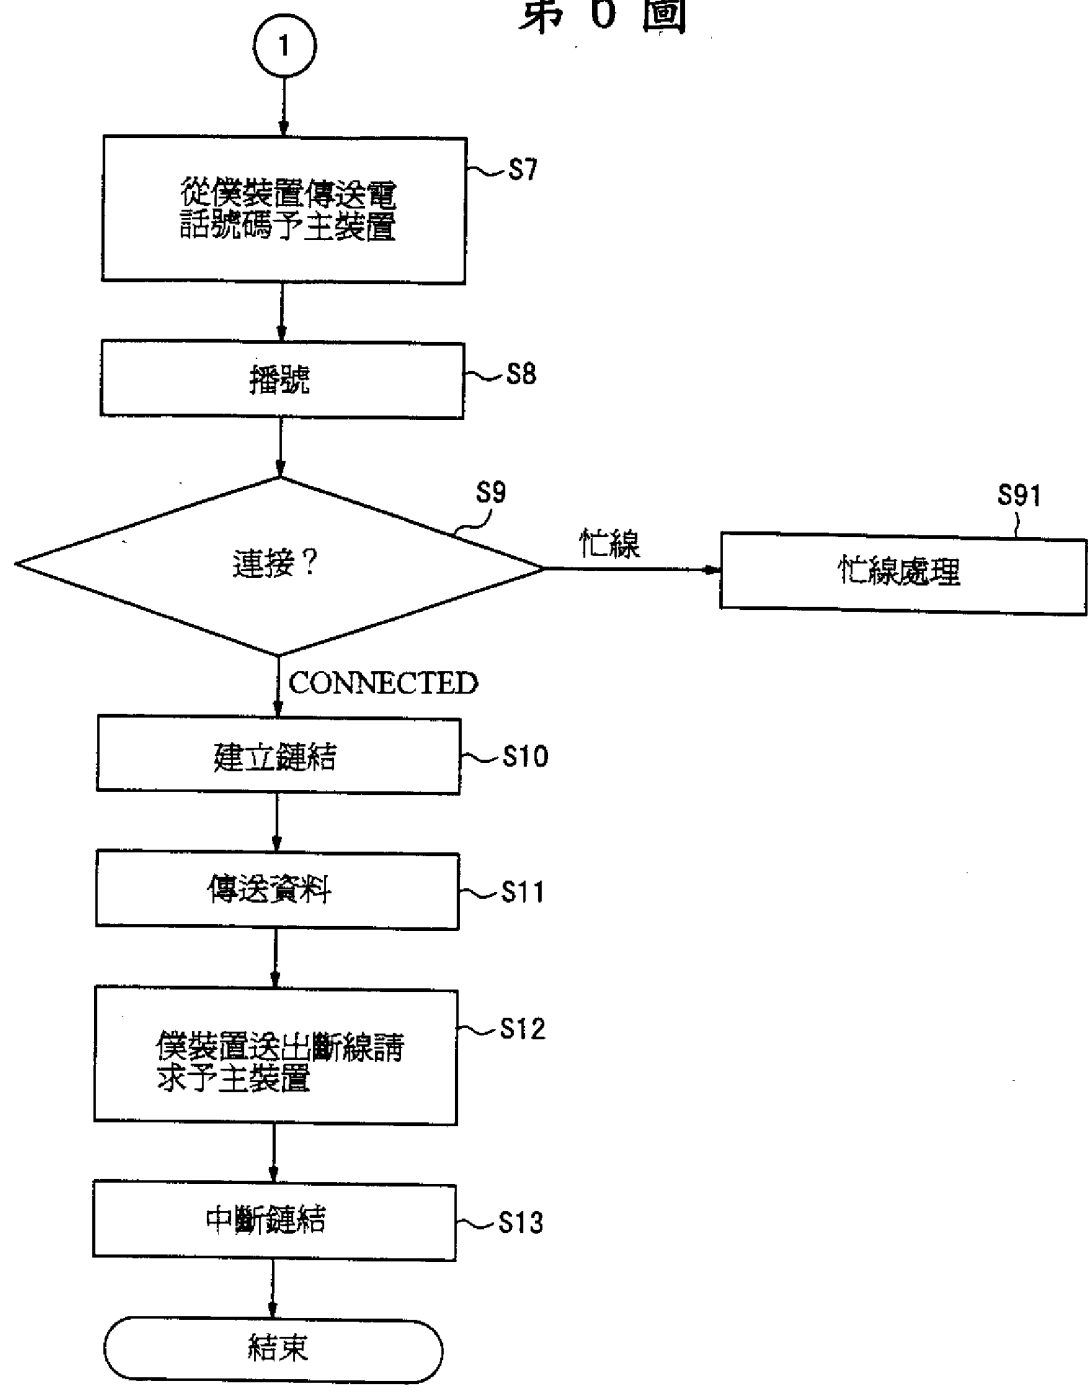 第 6 圖
1
從僕裝置傳送電
話號碼予主裝置
S7
播號
S8
連接？
S9
忙線
忙線處理
S91
CONNECTED
建立鏈結
S10
傳送資料
S11
僕裝置送出斷線請
求予主裝置
S12
中斷鏈結
S13
結束